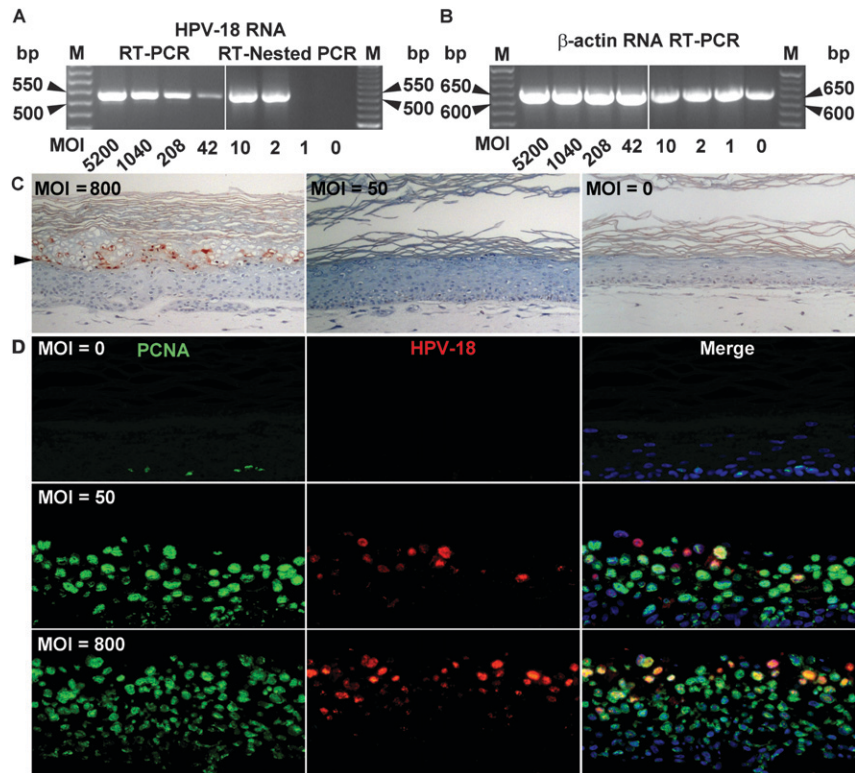 A
HPV-18 RNA
bp M RT-PCR RT-Nested PCR M bp
550
500
550
500
MOI 5200 1040 208 42 10 2 1 0
B
β-actin RNA RT-PCR
bp M M bp
650
600
650
600
MOI 5200 1040 208 42 10 2 1 0
C
MOI = 800
MOI = 50
MOI = 0
D
MOI = 0 PCNA HPV-18 Merge
MOI = 50
MOI = 800